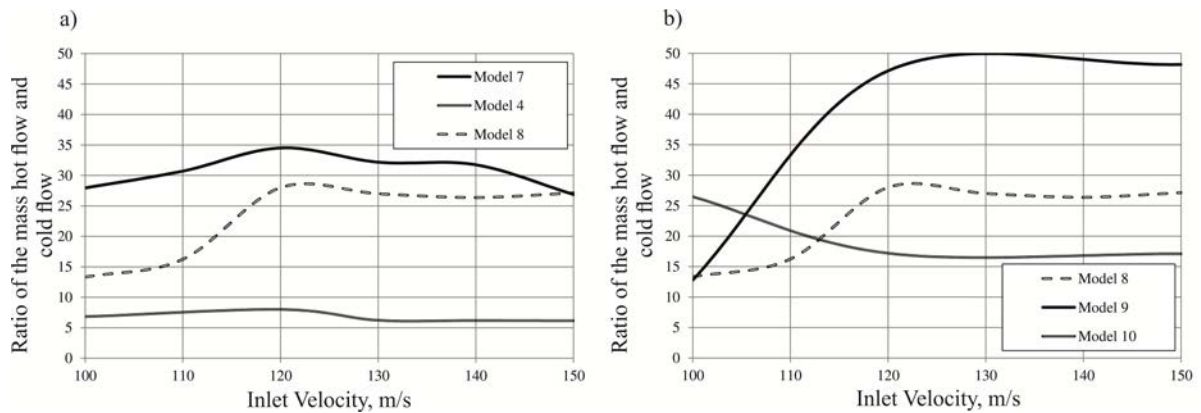 a)
Ratio of the mass hot flow and
cold flow
50
45
40
35
30
25
20
15
10
5
0
Model 7
Model 4
Model 8
100
110
120
130
140
150
Inlet Velocity, m/s
b)
Ratio of the mass hot flow and
cold flow
50
45
40
35
30
25
20
15
10
5
0
Model 8
Model 9
Model 10
100
110
120
130
140
150
Inlet Velocity, m/s